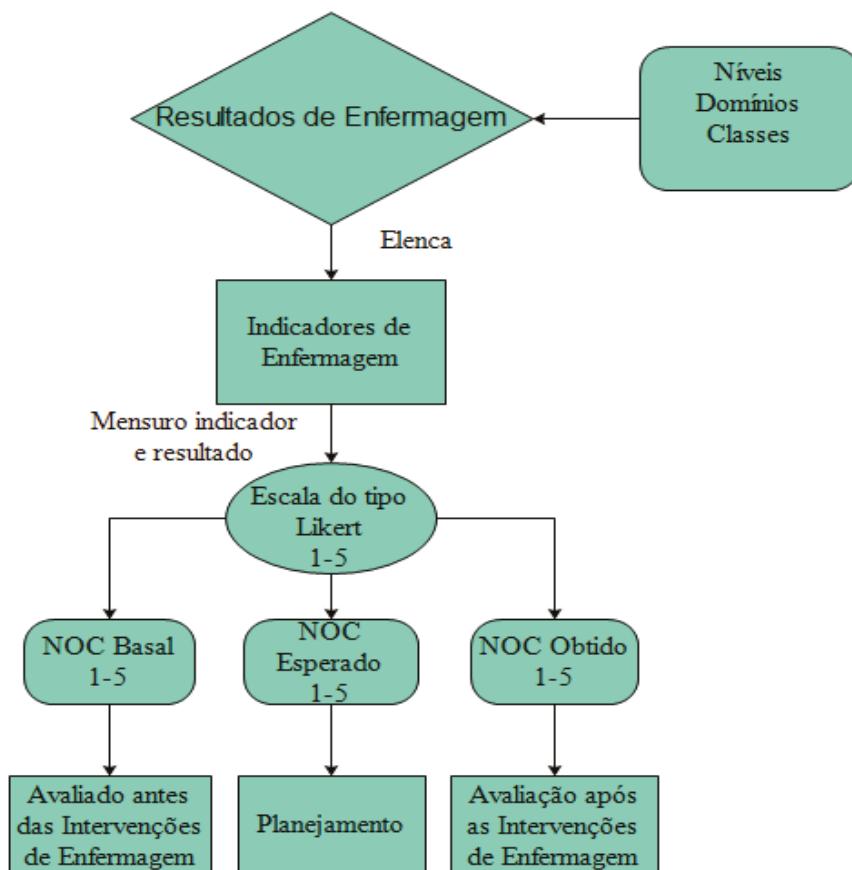 Resultados de Enfermagem
Níveis
Domínios
Classes
Elenca
Indicadores de
Enfermagem
Mensuro indicador
e resultado
Escala do tipo
Likert
1-5
NOC Basal
1-5
NOC
Esperado
1-5
NOC Obtido
1-5
Avaliado antes
das Intervenções
de Enfermagem
Planejamento
Avaliação após
as Intervenções
de Enfermagem